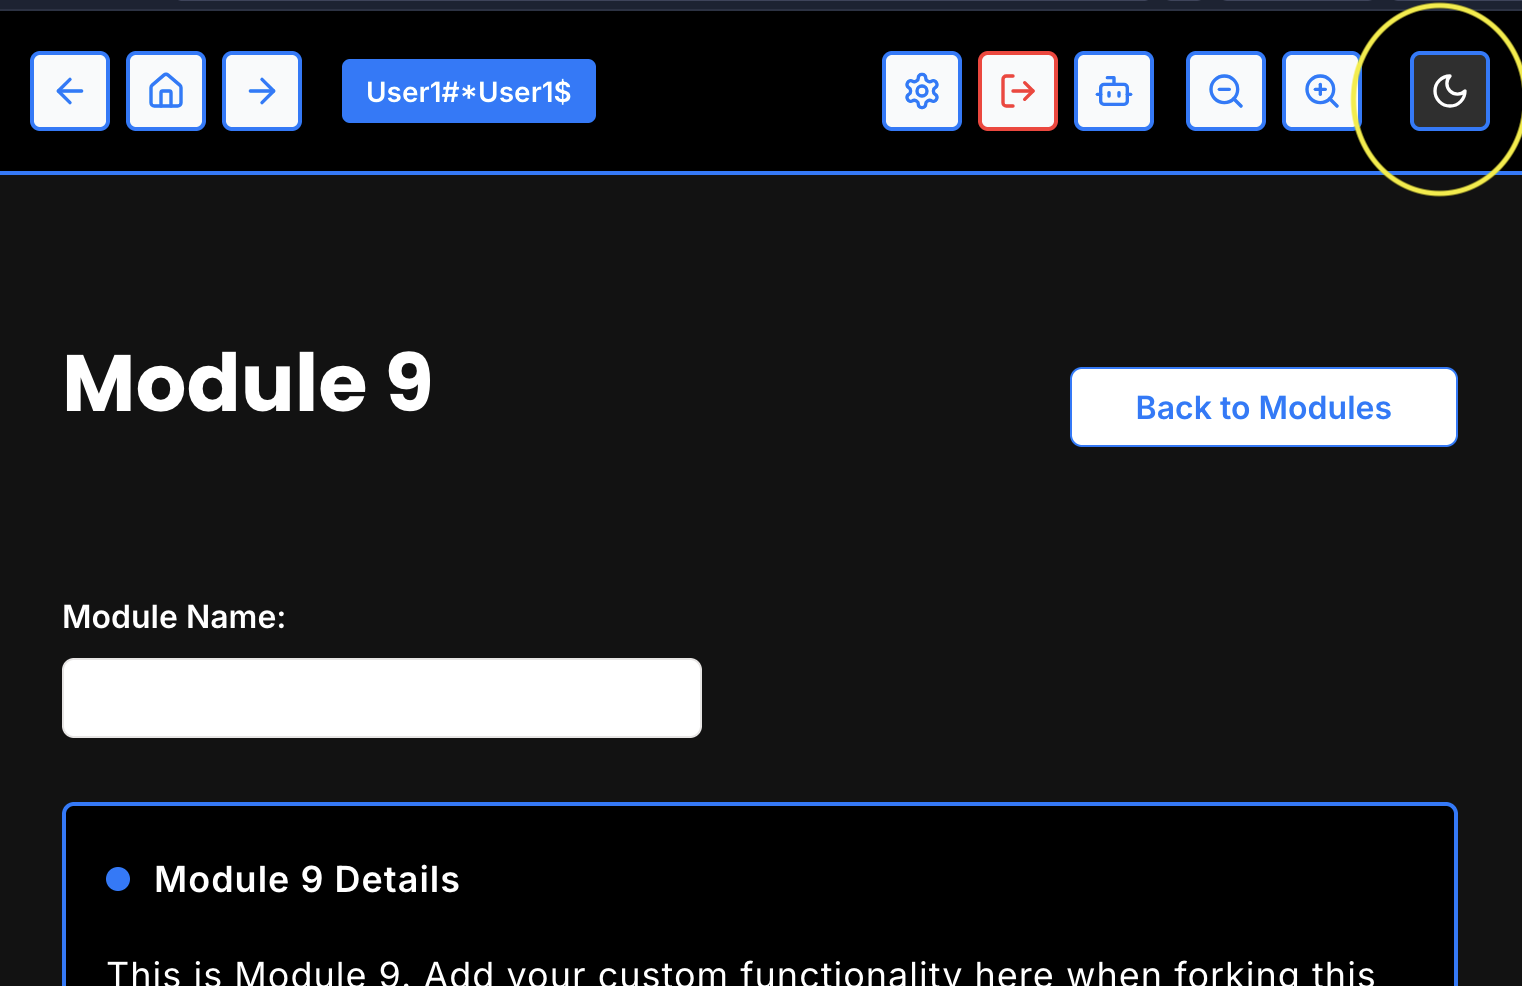 User1#*User1$
Module 9
Back to Modules
Module Name:
Module 9 Details
This is Module 9. Add your custom functionality here when forking this